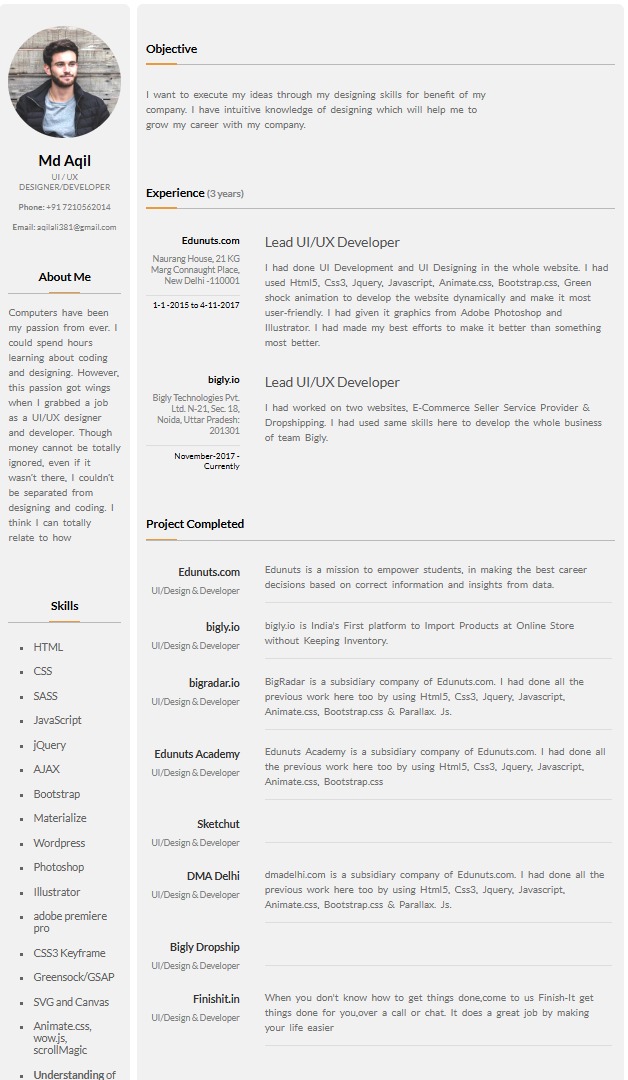 Md Aqil
UI / UX
DESIGNER/DEVELOPER
Phone: +91 7210562014
Email: aqilali381@gmail.com
About Me
Computers have been
my passion from ever. I
could spend hours
learning about coding
and designing. However,
this passion got wings
when I grabbed a job
as a UI/UX designer
and developer. Though
money cannot be totally
ignored, even if it
wasn't there, I couldn't
be separated from
designing and coding. I
think I can totally
relate to how
Skills
▪ HTML
▪ CSS
▪ SASS
▪ JavaScript
▪ jQuery
▪ AJAX
▪ Bootstrap
▪ Materialize
▪ Wordpress
▪ Photoshop
▪ Illustrator
▪ adobe premiere
pro
▪ CSS3 Keyframe
▪ Greensock/GSAP
▪ SVG and Canvas
▪ Animate.css,
wow.js,
scrollMagic
▪ Understanding of
Objective
I want to execute my ideas through my designing skills for benefit of my
company. I have intuitive knowledge of designing which will help me to
grow my career with my company.
Experience (3 years)
Edunuts.com
Naurang House, 21 KG
Marg Connaught Place,
New Delhi -110001
1-1 -2015 to 4-11-2017
Lead UI/UX Developer
I had done UI Development and UI Designing in the whole website. I had
used Html5, Css3, Jquery, Javascript, Animate.css, Bootstrap.css, Green
shock animation to develop the website dynamically and make it most
user-friendly. I had given it graphics from Adobe Photoshop and
Illustrator. I had made my best efforts to make it better than something
most better.
bigly.io
Bigly Technologies Pvt.
Ltd. N-21, Sec. 18,
Noida, Uttar Pradesh:
201301
November-2017 -
Currently
Lead UI/UX Developer
I had worked on two websites, E-Commerce Seller Service Provider &
Dropshipping. I had used same skills here to develop the whole business
of team Bigly.
Project Completed
Edunuts.com
UI/Design & Developer
Edunuts is a mission to empower students, in making the best career
decisions based on correct information and insights from data.
bigly.io
UI/Design & Developer
bigly.io is India's First platform to Import Products at Online Store
without Keeping Inventory.
bigradar.io
UI/Design & Developer
BigRadar is a subsidiary company of Edunuts.com. I had done all the
previous work here too by using Html5, Css3, Jquery, Javascript,
Animate.css, Bootstrap.css & Parallax. Js.
Edunuts Academy
UI/Design & Developer
Edunuts Academy is a subsidiary company of Edunuts.com. I had done all
the previous work here too by using Html5, Css3, Jquery, Javascript,
Animate.css, Bootstrap.css
Sketchut
UI/Design & Developer
DMA Delhi
UI/Design & Developer
dmadelhi.com is a subsidiary company of Edunuts.com. I had done all the
previous work here too by using Html5, Css3, Jquery, Javascript,
Animate.css, Bootstrap.css & Parallax. Js.
Bigly Dropship
UI/Design & Developer
Finishit.in
UI/Design & Developer
When you don't know how to get things done,come to us Finish-It get
things done for you,over a call or chat. It does a great job by making
your life easier